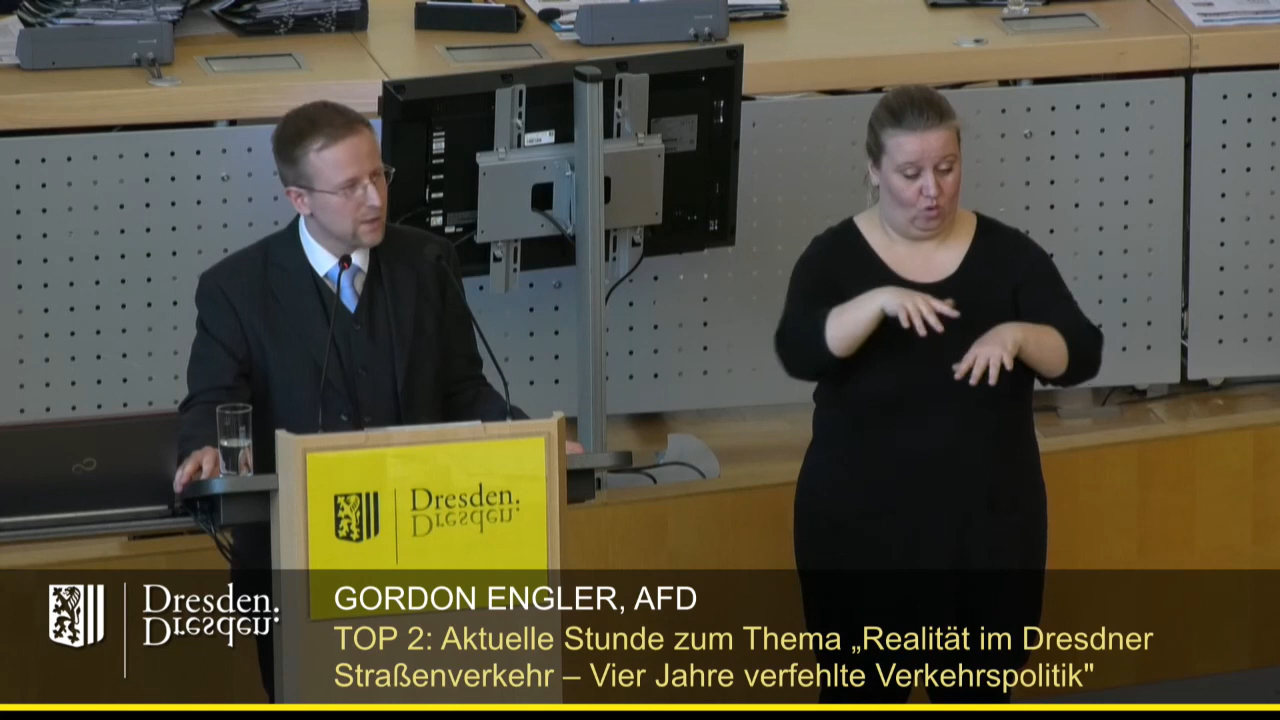 Dresden.
Dresden.
Dresden.
Dresden.
GORDON ENGLER, AFD
TOP 2: Aktuelle Stunde zum Thema „Realität im Dresdner
Straßenverkehr – Vier Jahre verfehlte Verkehrspolitik"